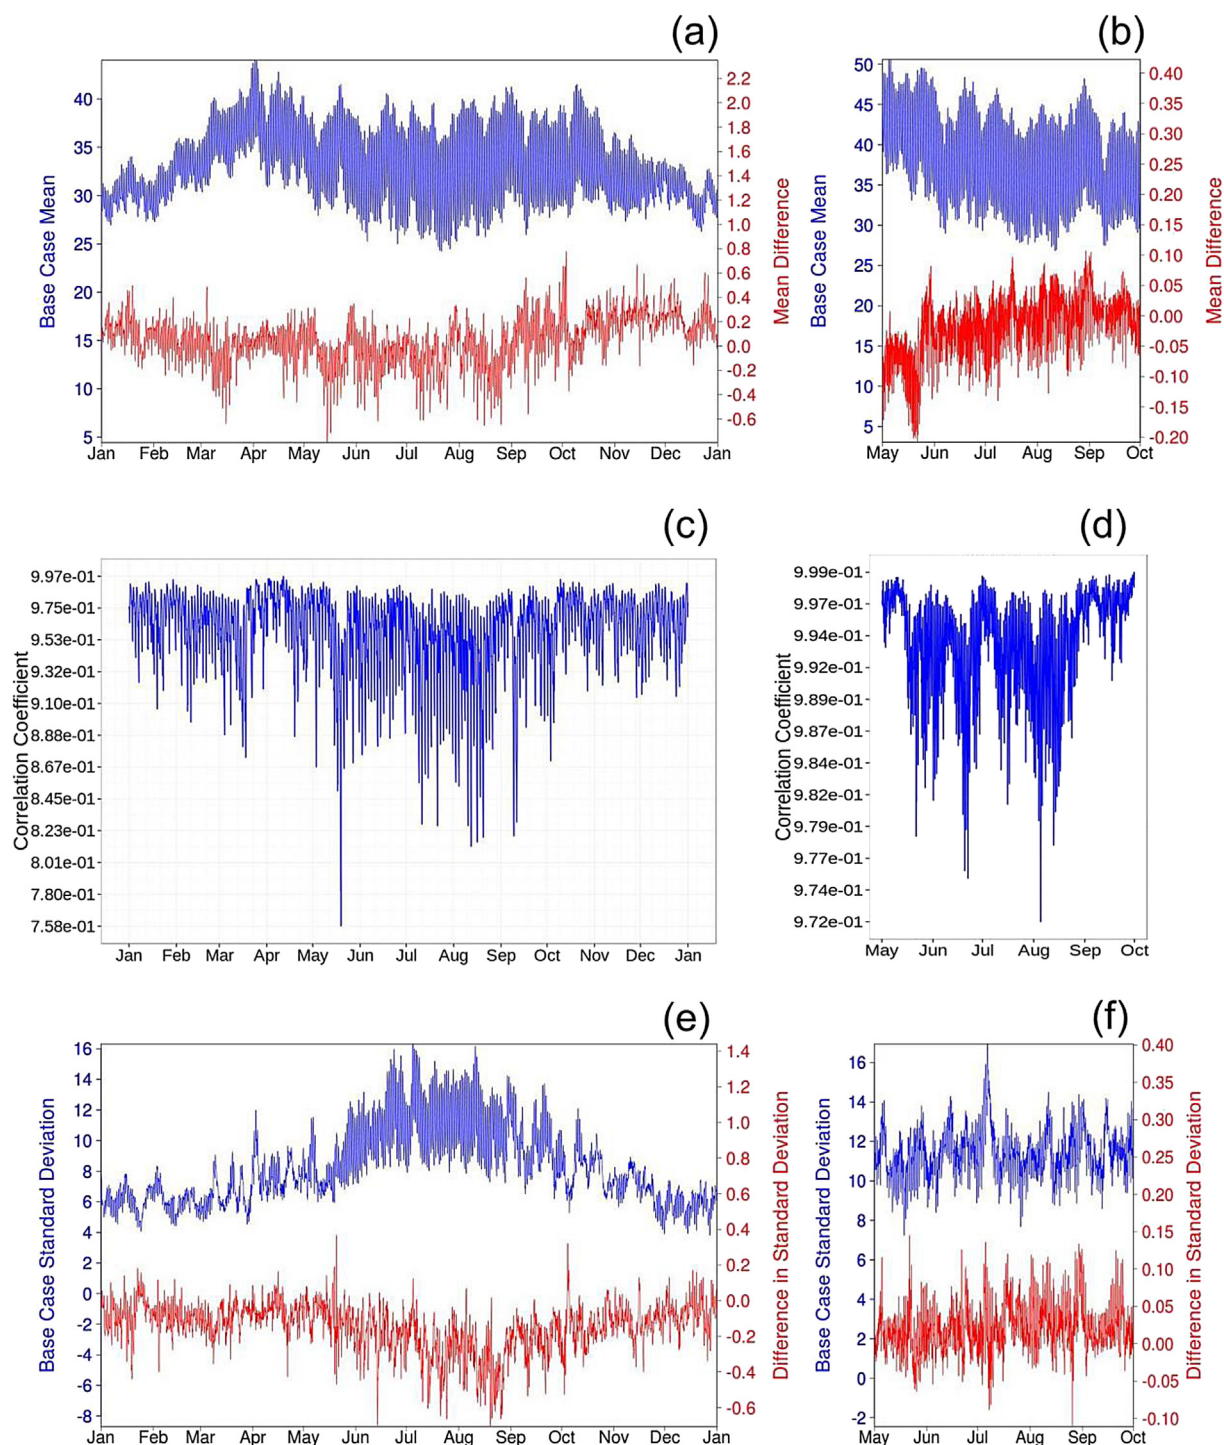 (a)
Base Case Mean
40
35
30
25
20
15
10
5
2.2
2.0
1.8
1.6
1.4
1.2
1.0
0.8
0.6
0.4
0.2
0.0
-0.2
-0.4
-0.6
Mean Difference
Jan Feb Mar Apr May Jun Jul Aug Sep Oct Nov Dec Jan
(b)
Base Case Mean
50
45
40
35
30
25
20
15
10
5
0.40
0.35
0.30
0.25
0.20
0.15
0.10
0.05
0.00
-0.05
-0.10
-0.15
-0.20
Mean Difference
May Jun Jul Aug Sep Oct
(c)
Correlation Coefficient
9.97e-01
9.75e-01
9.53e-01
9.32e-01
9.10e-01
8.88e-01
8.67e-01
8.45e-01
8.23e-01
8.01e-01
7.80e-01
7.58e-01
Jan Feb Mar Apr May Jun Jul Aug Sep Oct Nov Dec Jan
(d)
Correlation Coefficient
9.99e-01
9.97e-01
9.94e-01
9.92e-01
9.89e-01
9.87e-01
9.84e-01
9.82e-01
9.79e-01
9.77e-01
9.74e-01
9.72e-01
May Jun Jul Aug Sep Oct
(e)
Base Case Standard Deviation
16
14
12
10
8
6
4
2
0
-2
-4
-6
-8
1.4
1.2
1.0
0.8
0.6
0.4
0.2
0.0
-0.2
-0.4
-0.6
Difference in Standard Deviation
Jan Feb Mar Apr May Jun Jul Aug Sep Oct Nov Dec Jan
(f)
Base Case Standard Deviation
16
14
12
10
8
6
4
2
0
-2
0.40
0.35
0.30
0.25
0.20
0.15
0.10
0.05
0.00
-0.05
-0.10
Difference in Standard Deviation
May Jun Jul Aug Sep Oct